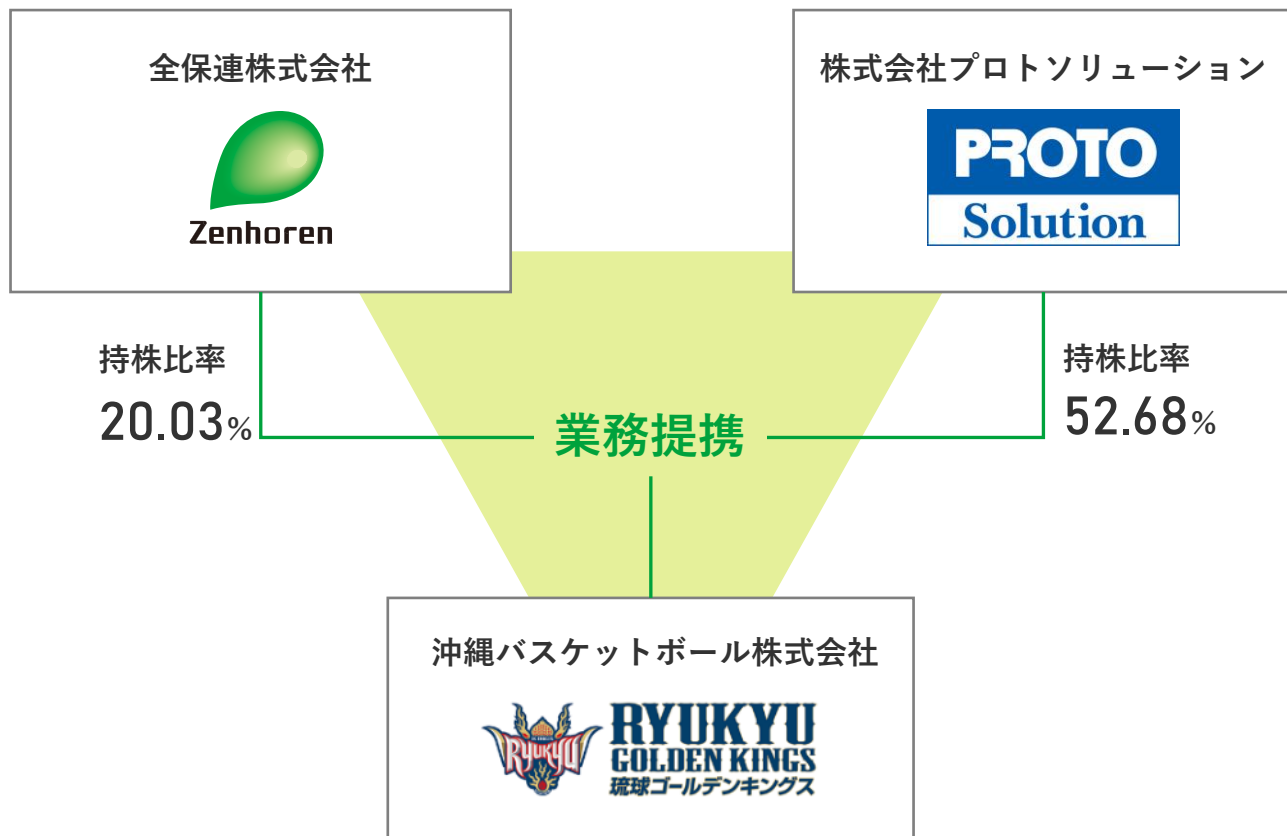 全保連株式会社
Zenhoren
株式会社プロトソリューション
PROTO
Solution
持株比率
20.03%
持株比率
52.68%
業務提携
沖縄バスケットボール株式会社
RYUKYU
RYUKYU
GOLDEN KINGS
琉球ゴールデンキングス